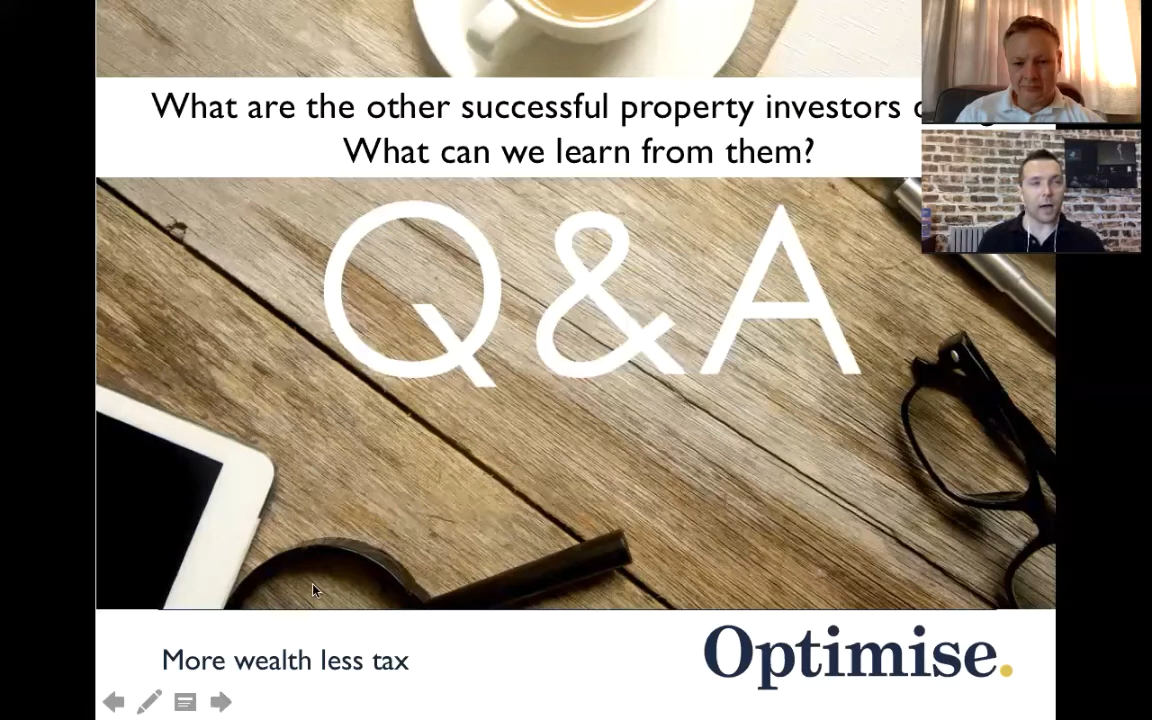 What are the other successful property investors
What can we learn from them?
Q&A
More wealth less tax
Optimise.